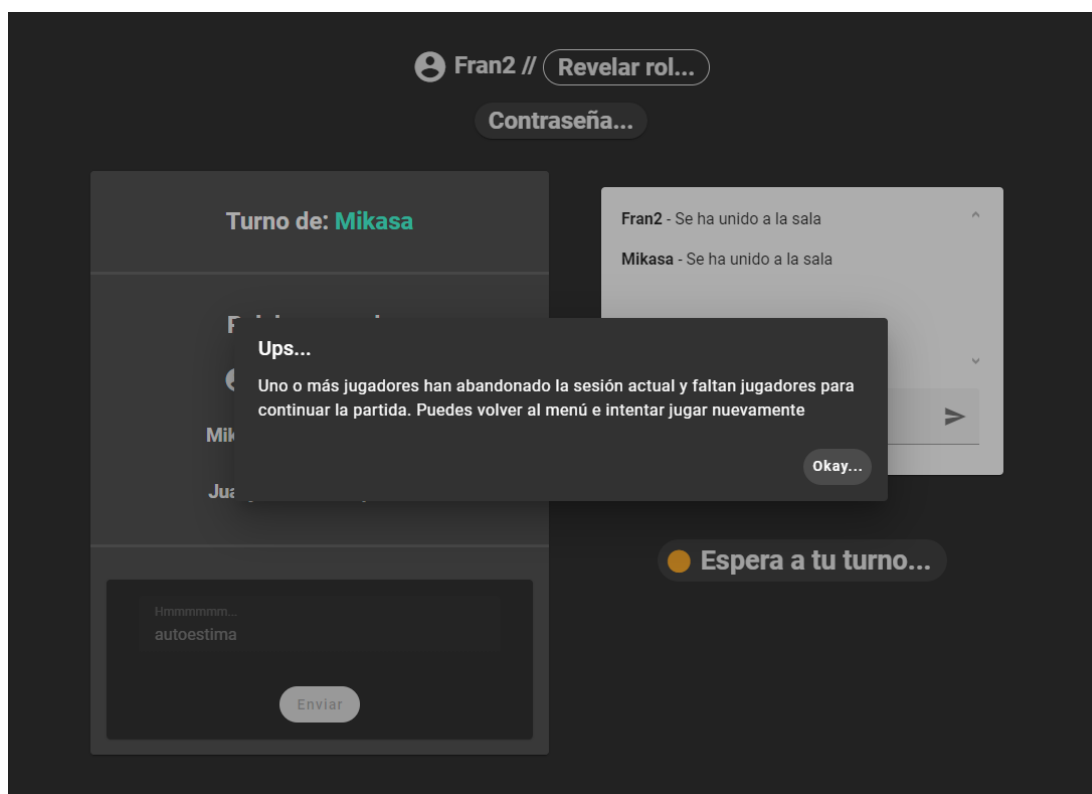 Fran2 // Revelar rol...
Contraseña...
Turno de: Mikasa
Fran2 - Se ha unido a la sala
Mikasa - Se ha unido a la sala
Ups...
Uno o más jugadores han abandonado la sesión actual y faltan jugadores para
continuar la partida. Puedes volver al menú e intentar jugar nuevamente
Okay...
Espera a tu turno...
Hmmmmmm...
autoestima
Enviar